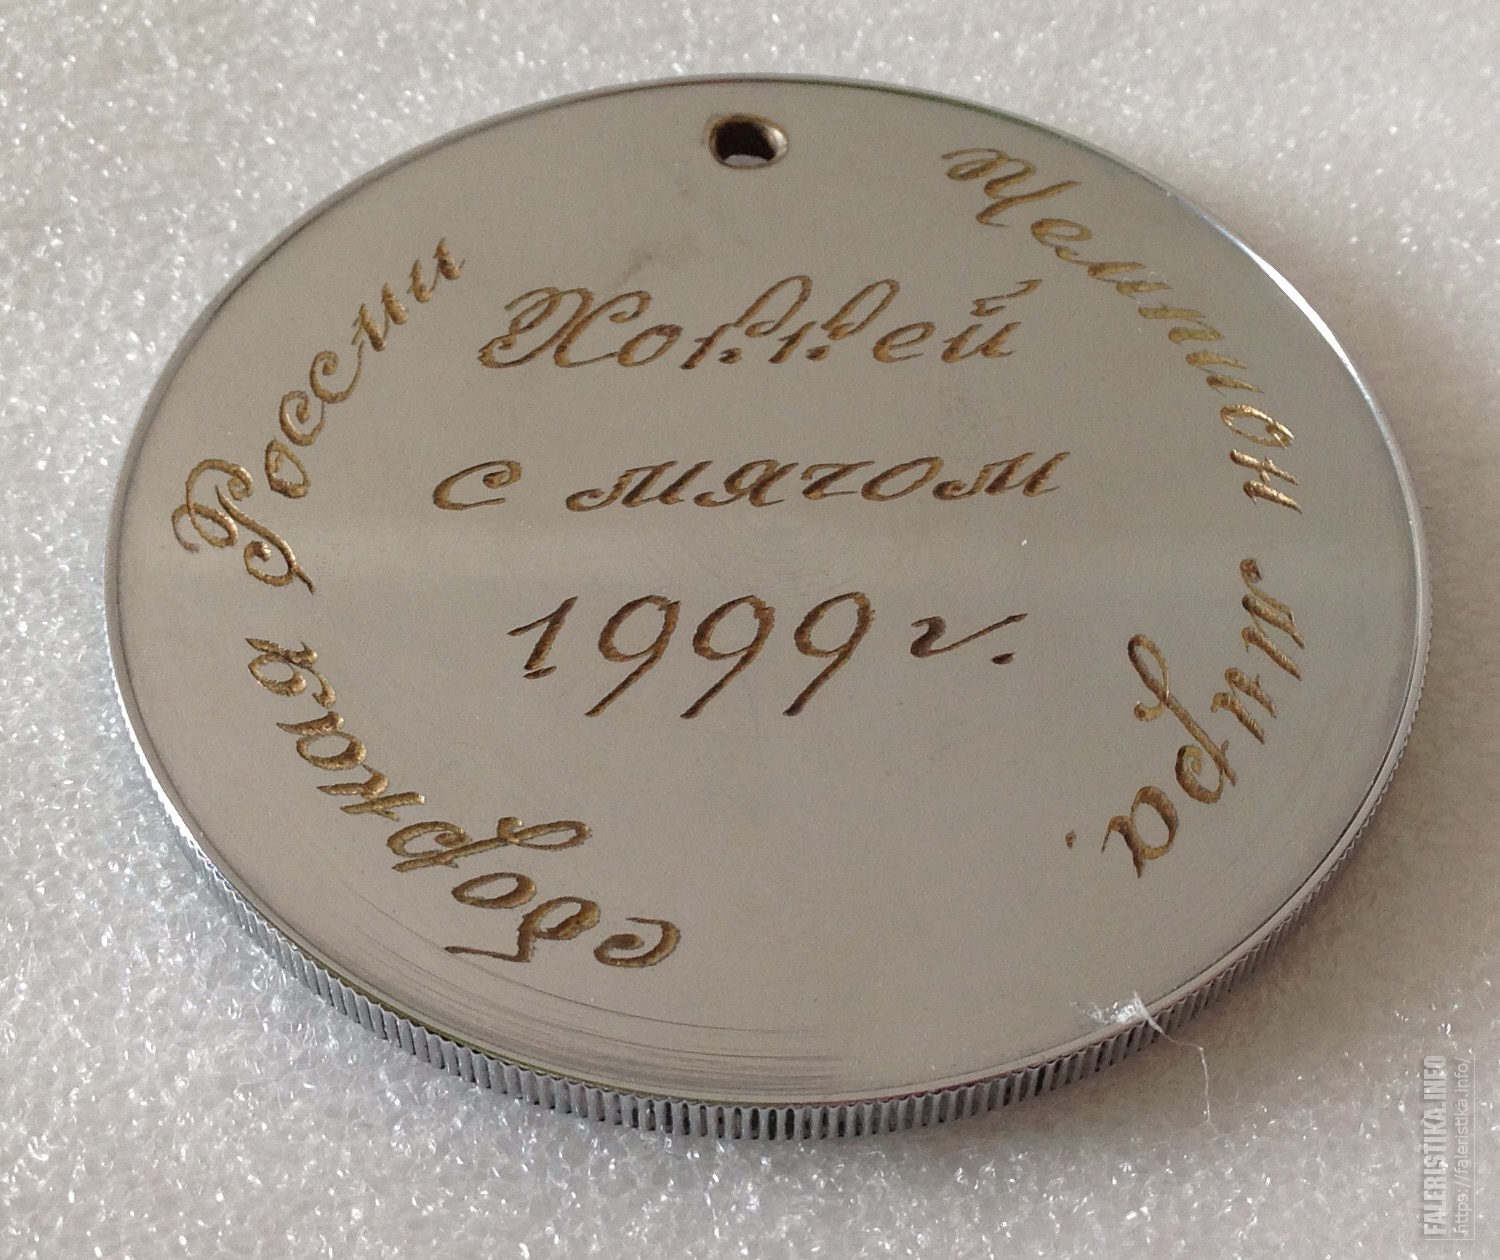 Сборная России
Чемпион мира.
Хоккей
с мячом
1999 г.
FALERISTIKA.INFO
https://faleristika.info/